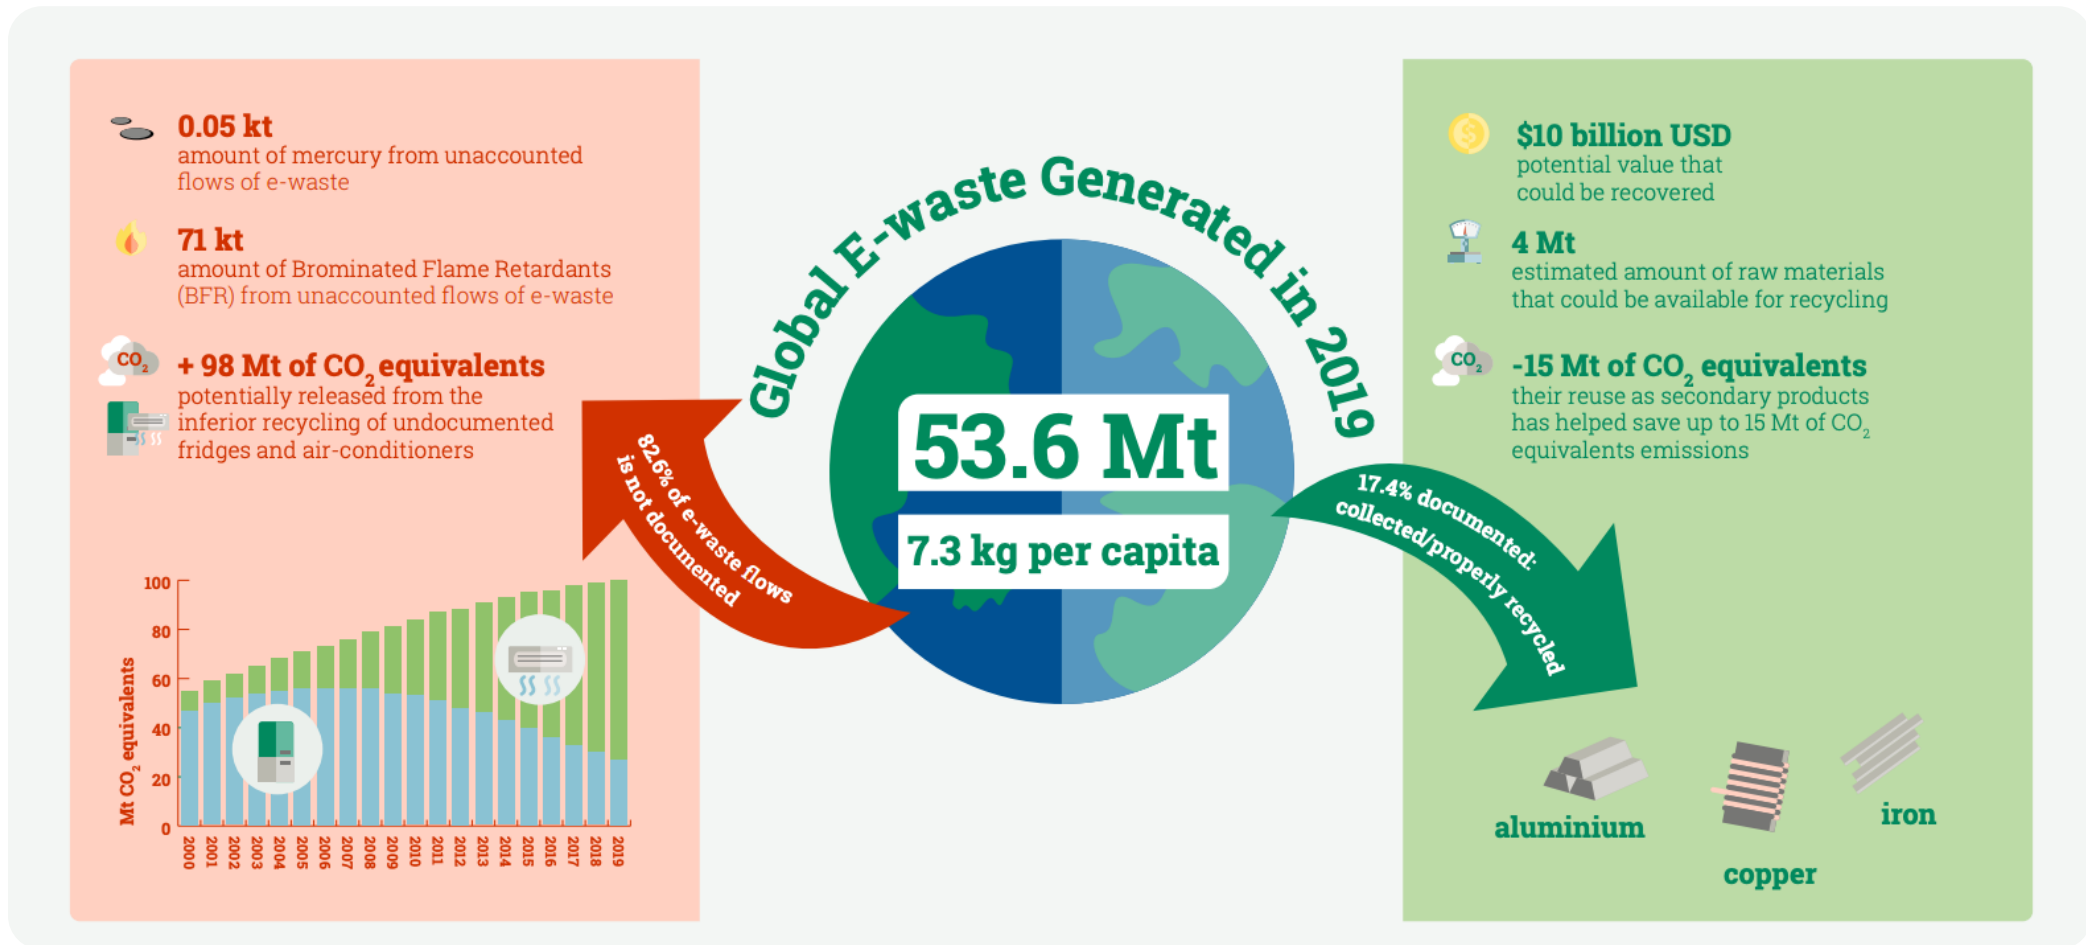 Global E-waste Generated in 2019
53.6 Mt
7.3 kg per capita
82.6% of e-waste flows
is not documented
17.4% documented:
collected/properly recycled
0.05 kt
amount of mercury from unaccounted
flows of e-waste
71 kt
amount of Brominated Flame Retardants
(BFR) from unaccounted flows of e-waste
CO2
+ 98 Mt of CO2 equivalents
potentially released from the
inferior recycling of undocumented
fridges and air-conditioners
Mt CO2 equivalents
100
80
60
40
20
0
2000 2001 2002 2003 2004 2005 2006 2007 2008 2009 2010 2011 2012 2013 2014 2015 2016 2017 2018 2019
$10 billion USD
potential value that
could be recovered
4 Mt
estimated amount of raw materials
that could be available for recycling
CO2
-15 Mt of CO2 equivalents
their reuse as secondary products
has helped save up to 15 Mt of CO2
equivalents emissions
aluminium
copper
iron